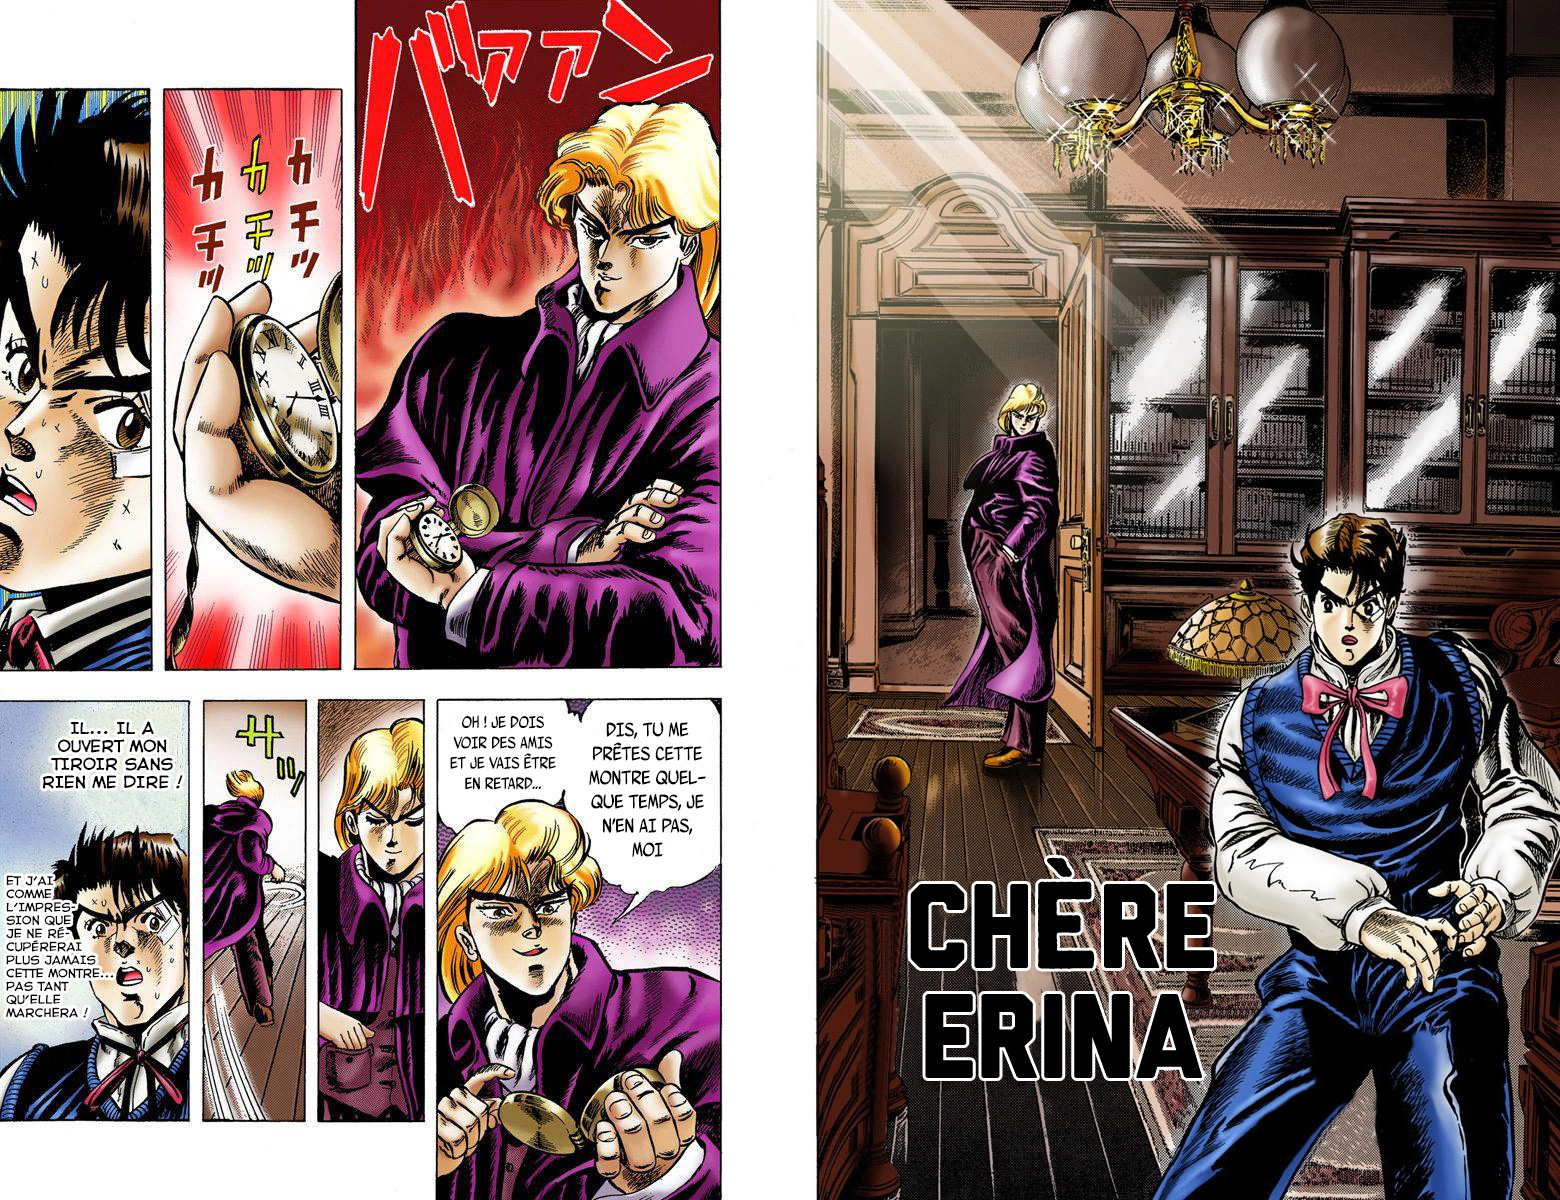 CHÈRE
ERINA
バァアアン
カチッ
カチッ
カチッ
DIS, TU ME
PRÊTES CETTE
MONTRE QUEL-
QUE TEMPS, JE
N'EN AI PAS,
MOI
OH ! JE DOIS
VOIR DES AMIS
ET JE VAIS ÊTRE
EN RETARD...
サッ
IL... IL A
OUVERT MON
TIROIR SANS
RIEN ME DIRE !
ET J'AI
COMME
L'IMPRES-
SION QUE
JE NE RÉ-
CUPÉRERAI
PLUS JAMAIS
CETTE MONTRE...
PAS TANT
QU'ELLE
MARCHERA !